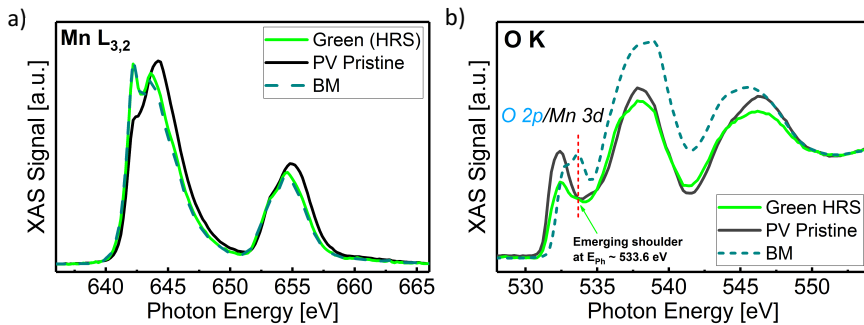 a)
Mn L3,2
Green (HRS)
PV Pristine
BM
XAS Signal [a.u.]
640 645 650 655 660 665
Photon Energy [eV]
b)
O K
O 2p/Mn 3d
Emerging shoulder
at EPh ~ 533.6 eV
Green HRS
PV Pristine
BM
XAS Signal [a.u.]
530 535 540 545 550
Photon Energy [eV]